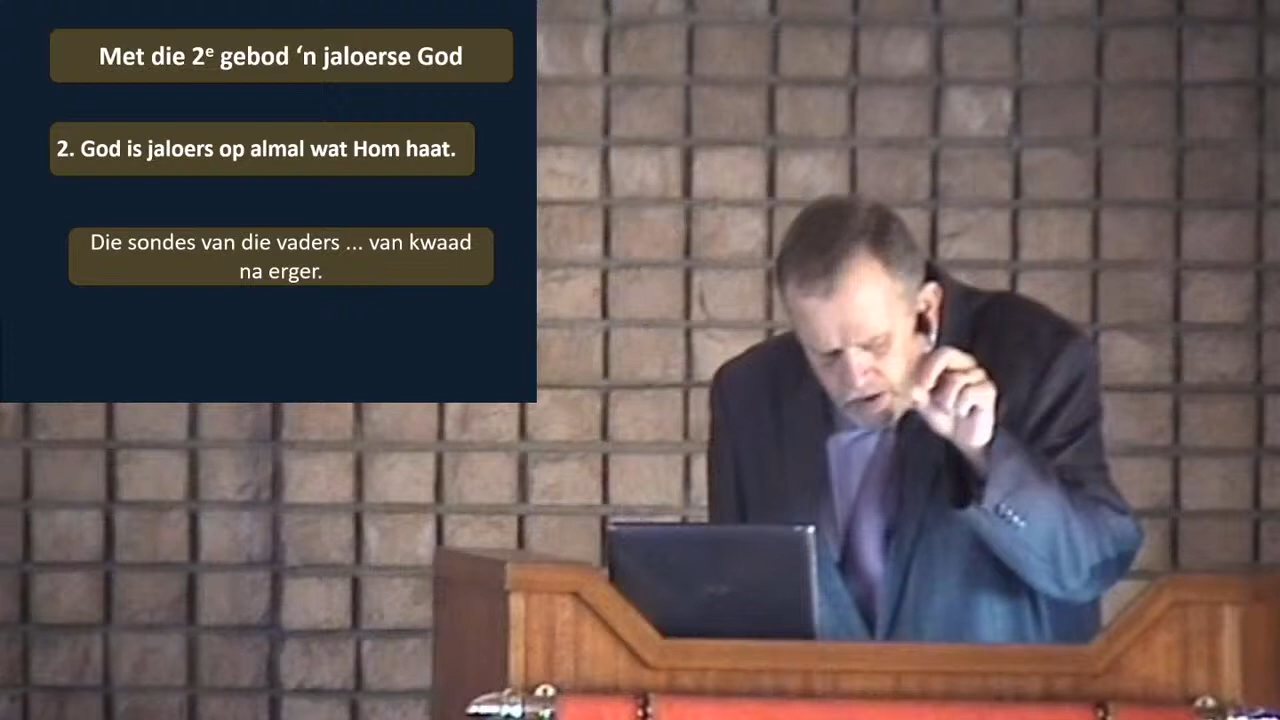 Met die 2e gebod ‘n jaloerse God
2. God is jaloers op almal wat Hom haat.
Die sondes van die vaders ... van kwaad
na erger.